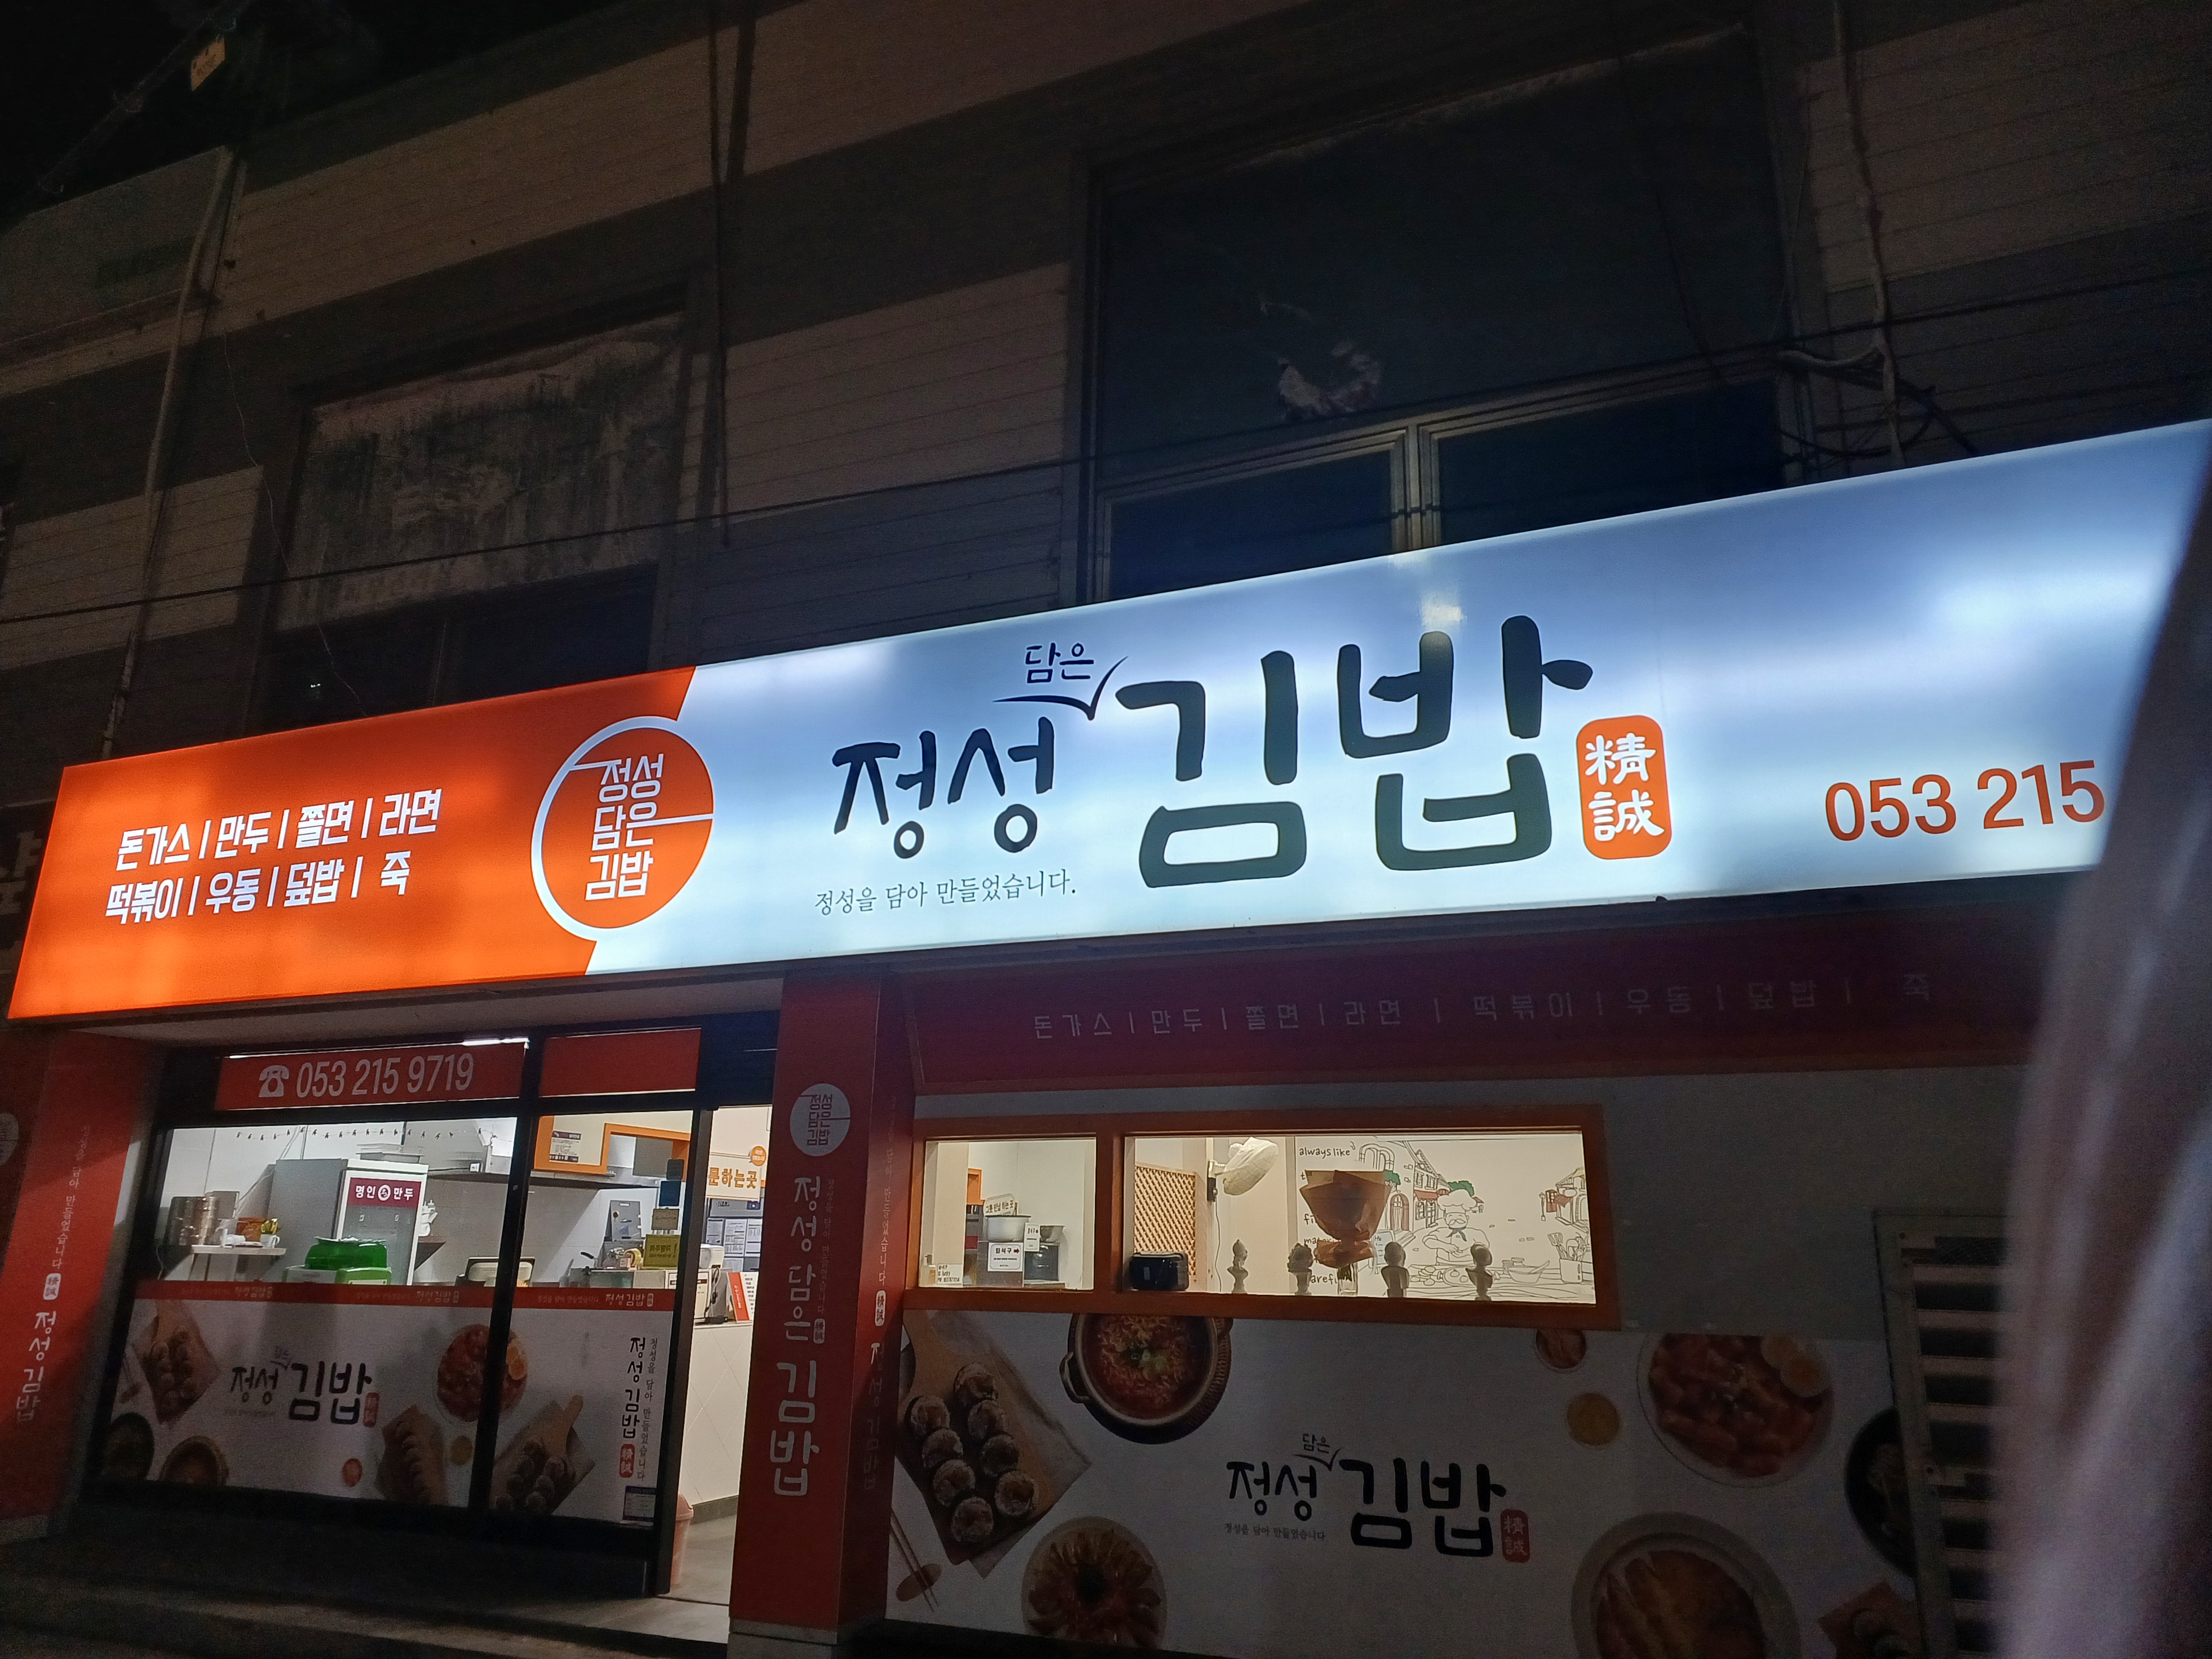 돈가스 | 만두 | 쫄면 | 라면
떡볶이 | 우동 | 덮밥 | 죽
정성
담은
김밥
담은
정성 김밥
精誠
정성을 담아 만들었습니다.
053 215
돈가스 | 만두 | 쫄면 | 라면 | 떡볶이 | 우동 | 덮밥 | 죽
☎ 053 215 9719
명인 만두
always like
정성
담은
김밥
정성담은 김밥
정성김밥
정성 김밥
정성김밥
정성을 담아 만들었습니다
담은
정성 김밥
정성을 담아 만들었습니다
精誠